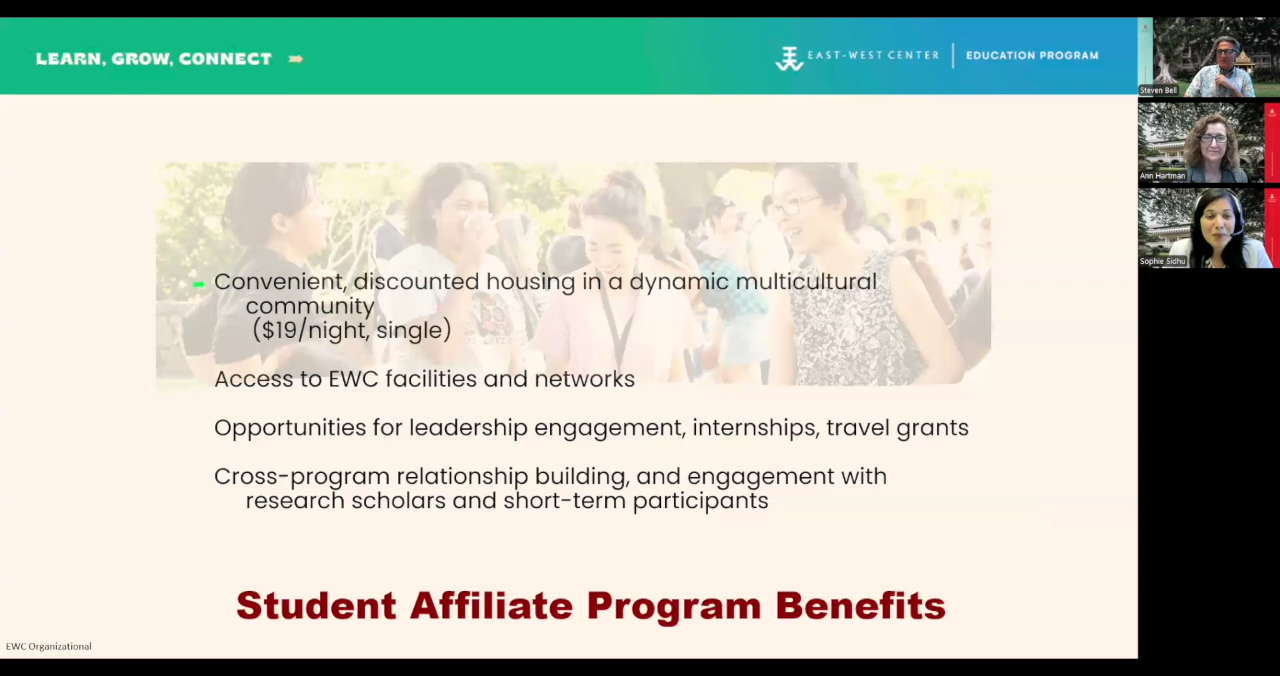 LEARN, GROW, CONNECT
EAST-WEST CENTER
EDUCATION PROGRAM
Convenient, discounted housing in a dynamic multicultural
community
($19/night, single)
Access to EWC facilities and networks
Opportunities for leadership engagement, internships, travel grants
Cross-program relationship building, and engagement with
research scholars and short-term participants
Student Affiliate Program Benefits
EWC Organizational
Steven Bell
Ann Hartman
Sophie Sidhu